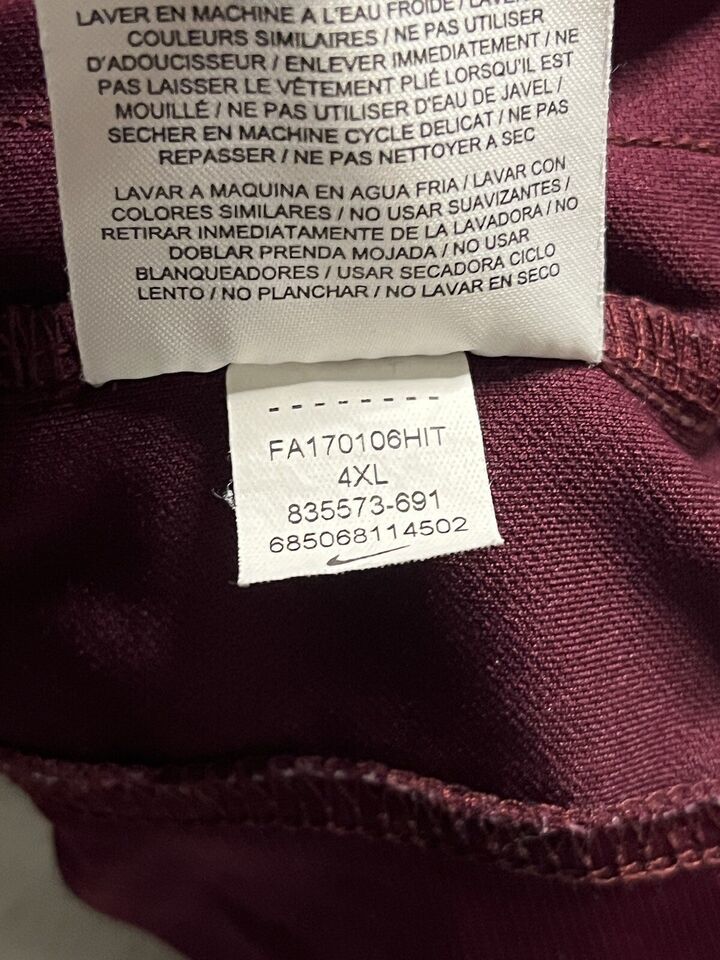 LAVER EN MACHINE A L'EAU FROIDE / LAVER
COULEURS SIMILAIRES / NE PAS UTILISER
D'ADOUCISSEUR / ENLEVER IMMEDIATEMENT / NE
PAS LAISSER LE VÊTEMENT PLIÉ LORSQU'IL EST
MOUILLÉ / NE PAS UTILISER D'EAU DE JAVEL /
SECHER EN MACHINE CYCLE DELICAT / NE PAS
REPASSER / NE PAS NETTOYER A SEC
LAVAR A MAQUINA EN AGUA FRIA / LAVAR CON
COLORES SIMILARES / NO USAR SUAVIZANTES /
RETIRAR INMEDIATAMENTE DE LA LAVADORA / NO
DOBLAR PRENDA MOJADA / NO USAR
BLANQUEADORES / USAR SECADORA CICLO
LENTO / NO PLANCHAR / NO LAVAR EN SECO
--------
FA170106HIT
4XL
835573-691
685068114502